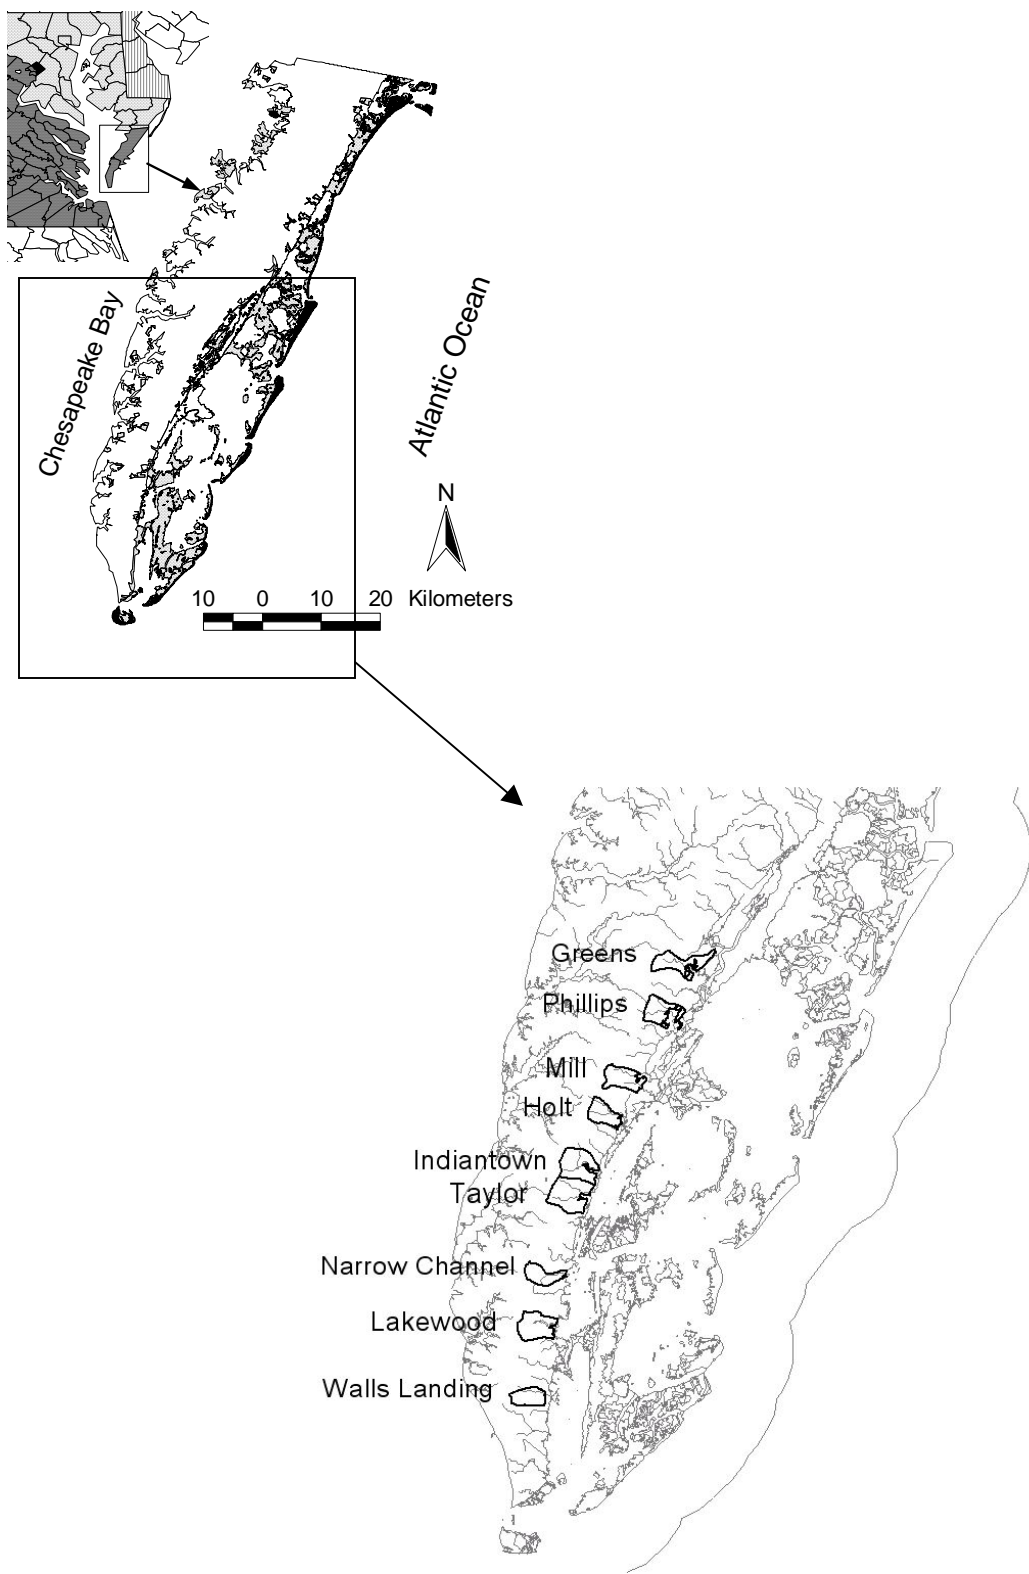 Chesapeake Bay
Atlantic Ocean
N
10 0 10 20 Kilometers
Greens
Phillips
Mill
Holt
Indiantown
Taylor
Narrow Channel
Lakewood
Walls Landing